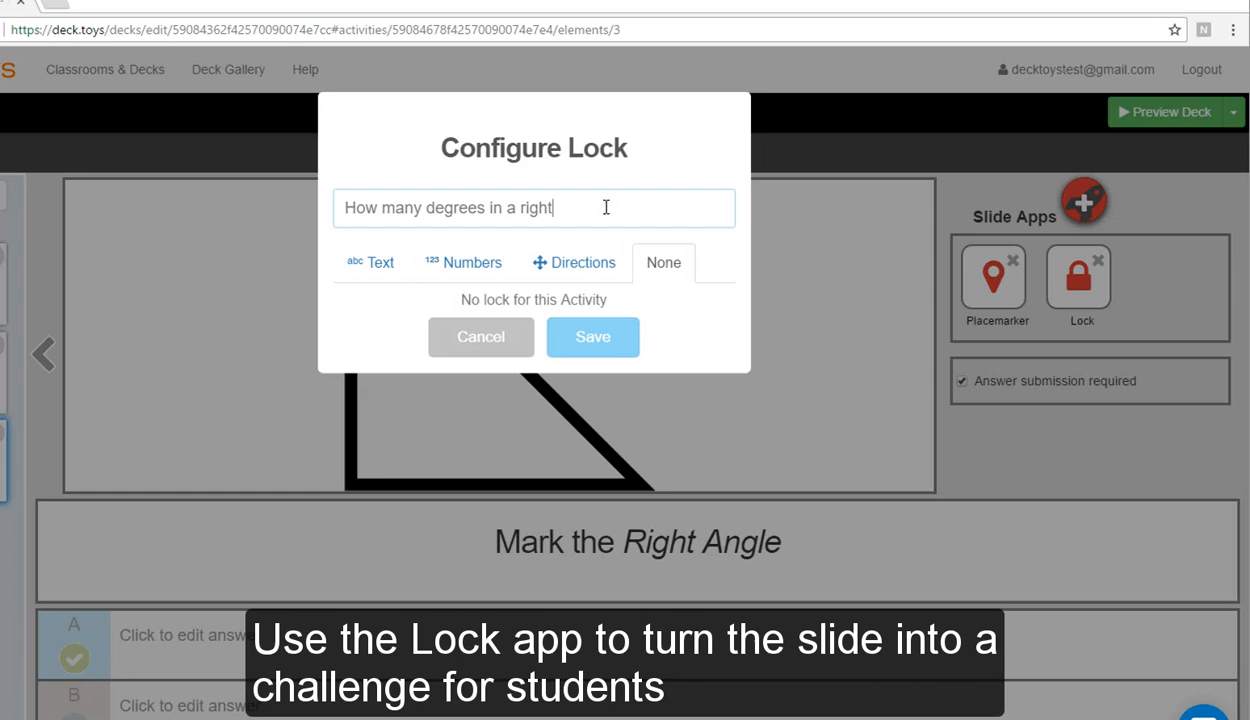 https://deck.toys/decks/edit/59084362f42570090074e7cc#activities/59084678f42570090074e7e4/elements/3
N
S
Classrooms & Decks
Deck Gallery
Help
decktoystest@gmail.com
Logout
Preview Deck
Configure Lock
How many degrees in a right
abc Text
123 Numbers
Directions
None
No lock for this Activity
Cancel
Save
Slide Apps
Placemarker
Lock
Answer submission required
Mark the Right Angle
A
Click to edit answ
B
Click to edit answer
Use the Lock app to turn the slide into a
challenge for students